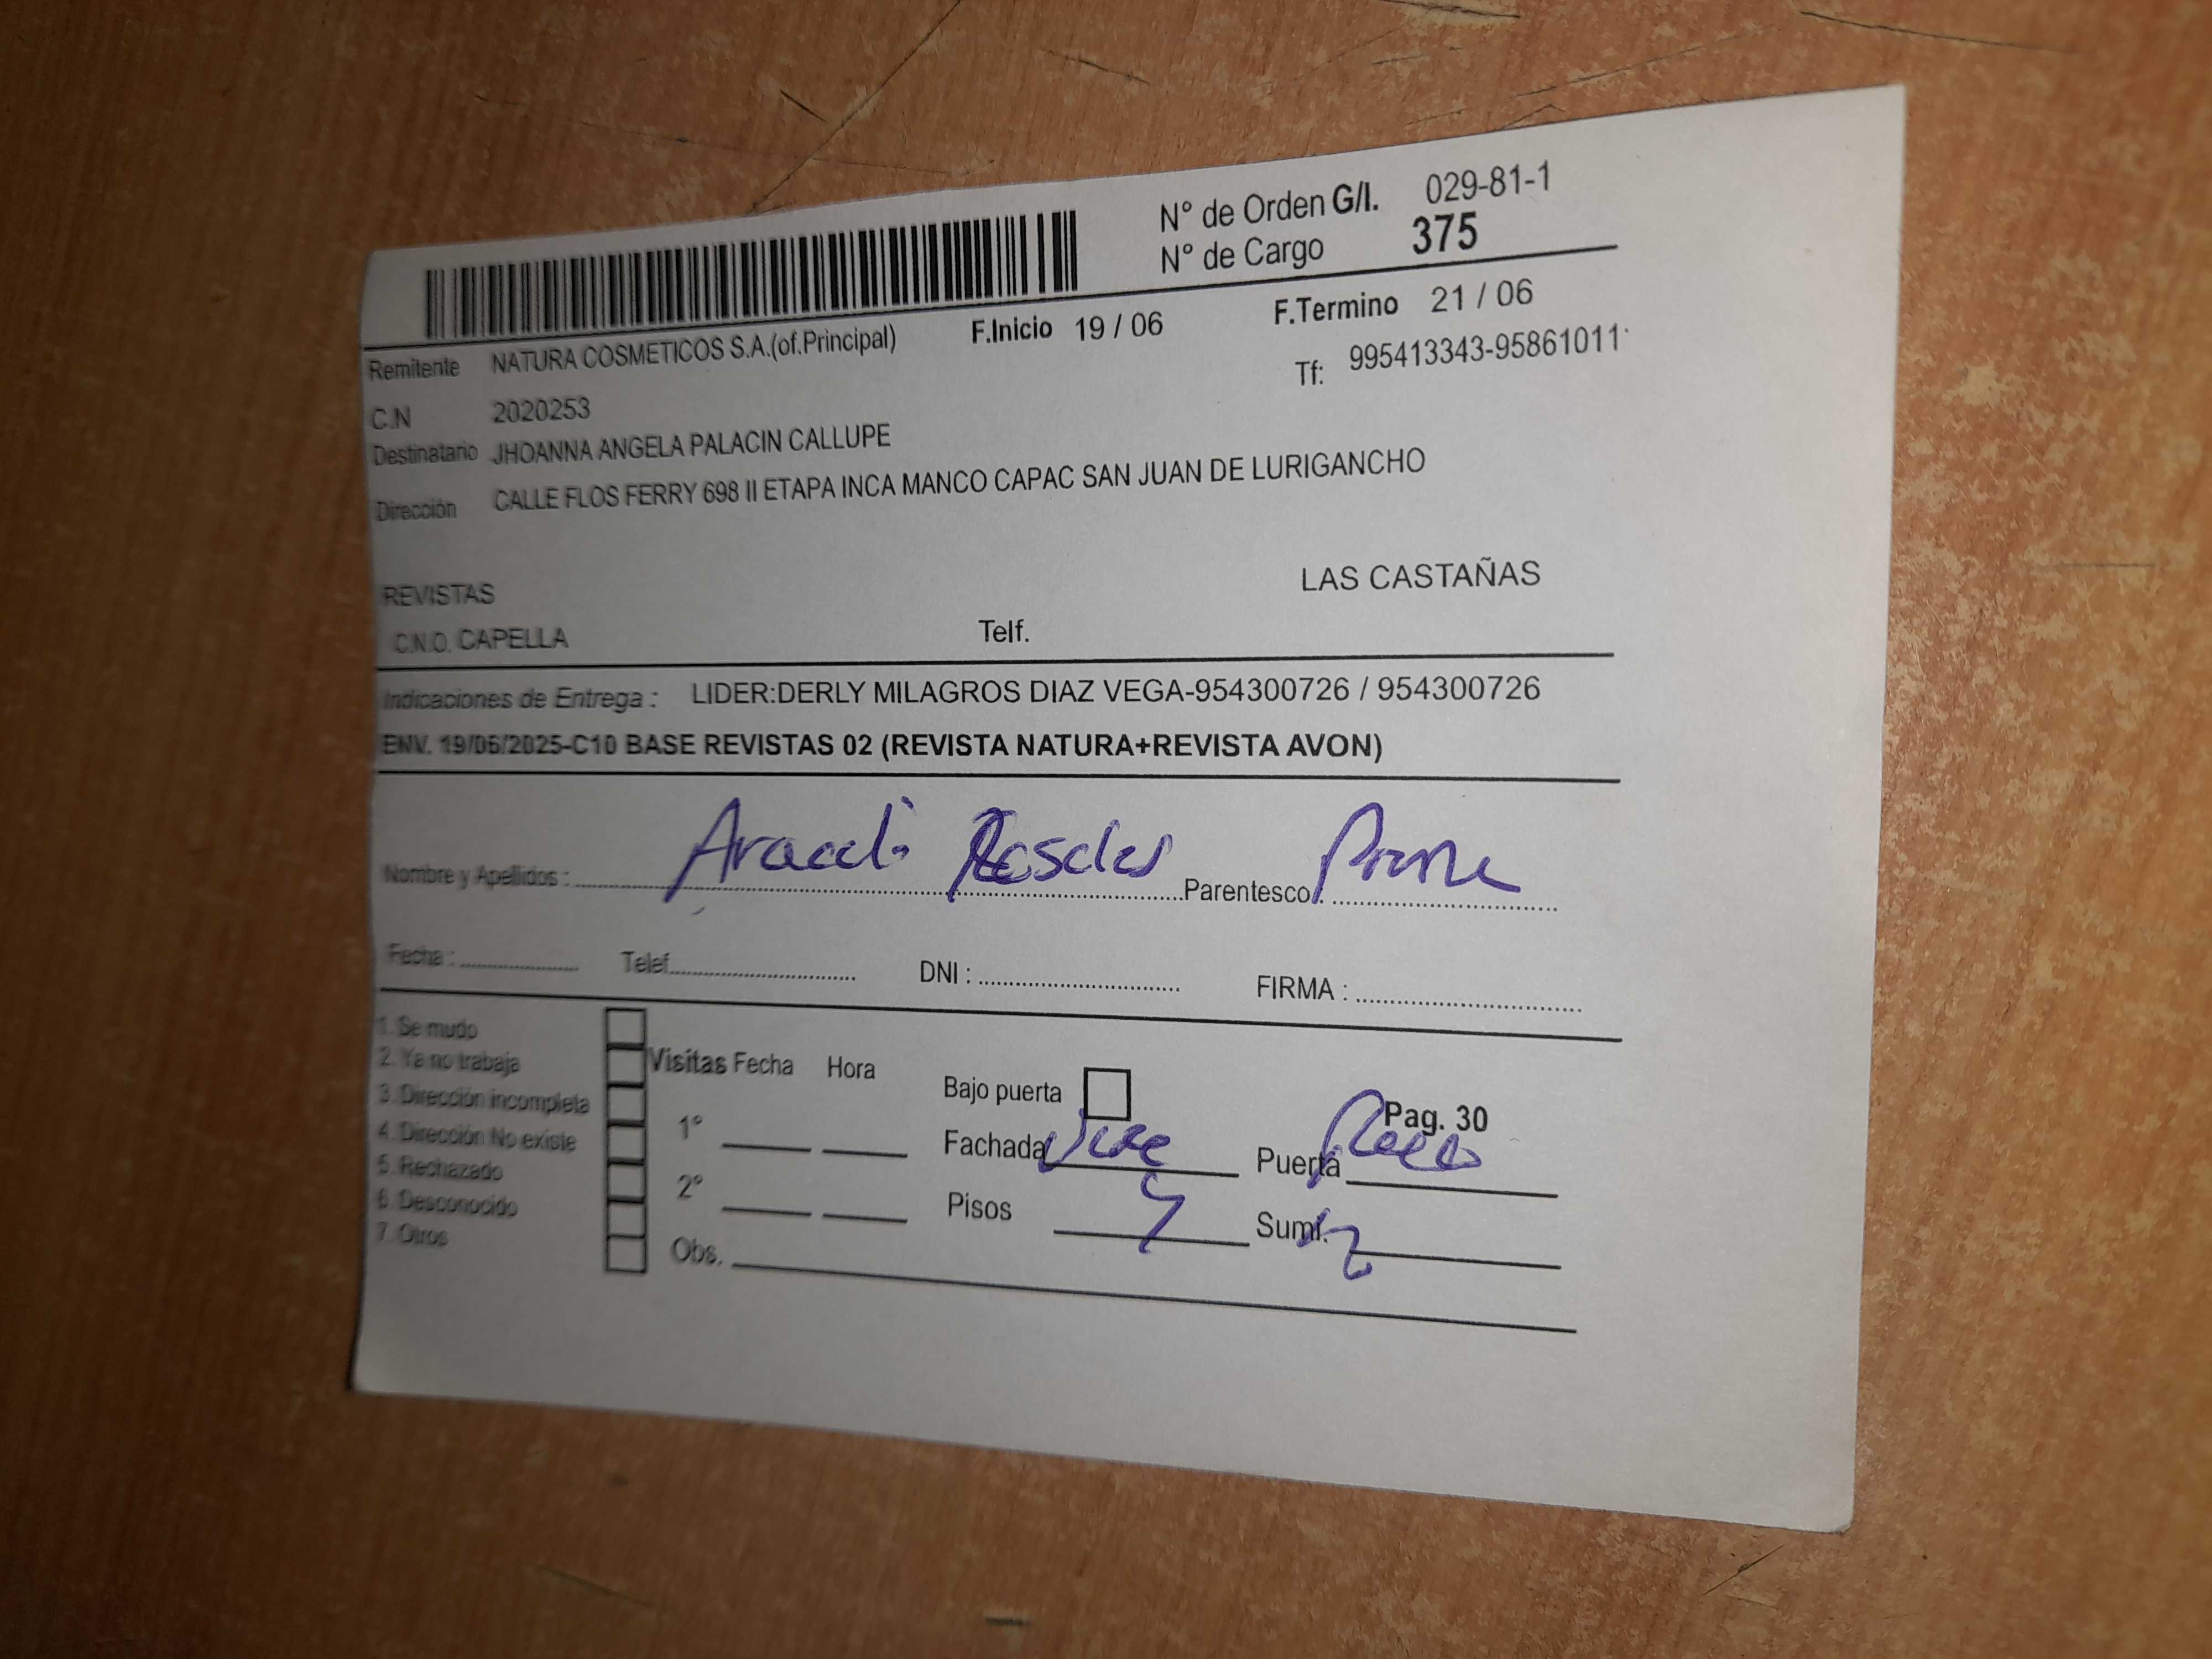 N° de Orden G/I. 029-81-1
N° de Cargo 375
Remitente NATURA COSMETICOS S.A.(of.Principal) F.Inicio 19 / 06 F.Termino 21 / 06
C.N 2020253 Tf: 995413343-95861011
Destinatario JHOANNA ANGELA PALACIN CALLUPE
Dirección CALLE FLOS FERRY 698 II ETAPA INCA MANCO CAPAC SAN JUAN DE LURIGANCHO
REVISTAS LAS CASTAÑAS
C.N.O. CAPELLA Telf.
Indicaciones de Entrega : LIDER:DERLY MILAGROS DIAZ VEGA-954300726 / 954300726
ENV. 19/06/2025-C10 BASE REVISTAS 02 (REVISTA NATURA+REVISTA AVON)
Nombre y Apellidos : Araceli Rosales Parentesco : Prima
Fecha : Telef. DNI : FIRMA :
1. Se mudo
2. Ya no trabaja Visitas Fecha Hora
3. Dirección incompleta Bajo puerta Pag. 30
4. Dirección No existe 1° Fachada Puerta
5. Rechazado
6. Desconocido 2° Pisos Sumi.
7. Otros Obs.